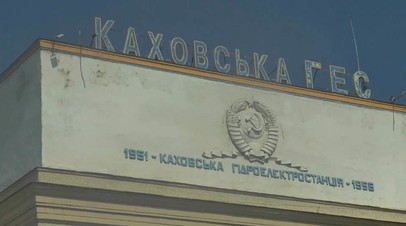 КАХОВСЬКА ГЕС
1951 - КАХОВСЬКА ГІДРОЕЛЕКТРОСТАНЦІЯ - 1956